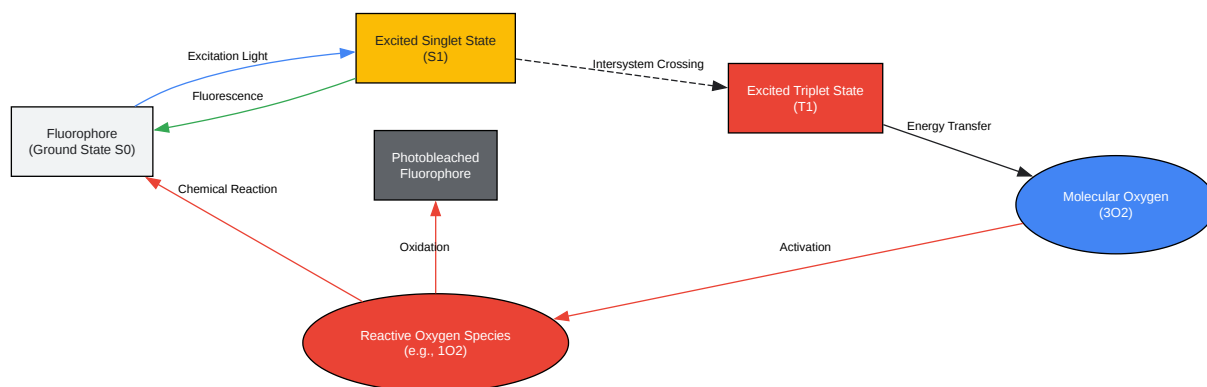 Excited Singlet State
(S1)
Excitation Light
Intersystem Crossing
Fluorescence
Excited Triplet State
(T1)
Fluorophore
(Ground State S0)
Energy Transfer
Photobleached
Fluorophore
Chemical Reaction
Molecular Oxygen
(3O2)
Oxidation
Activation
Reactive Oxygen Species
(e.g., 1O2)